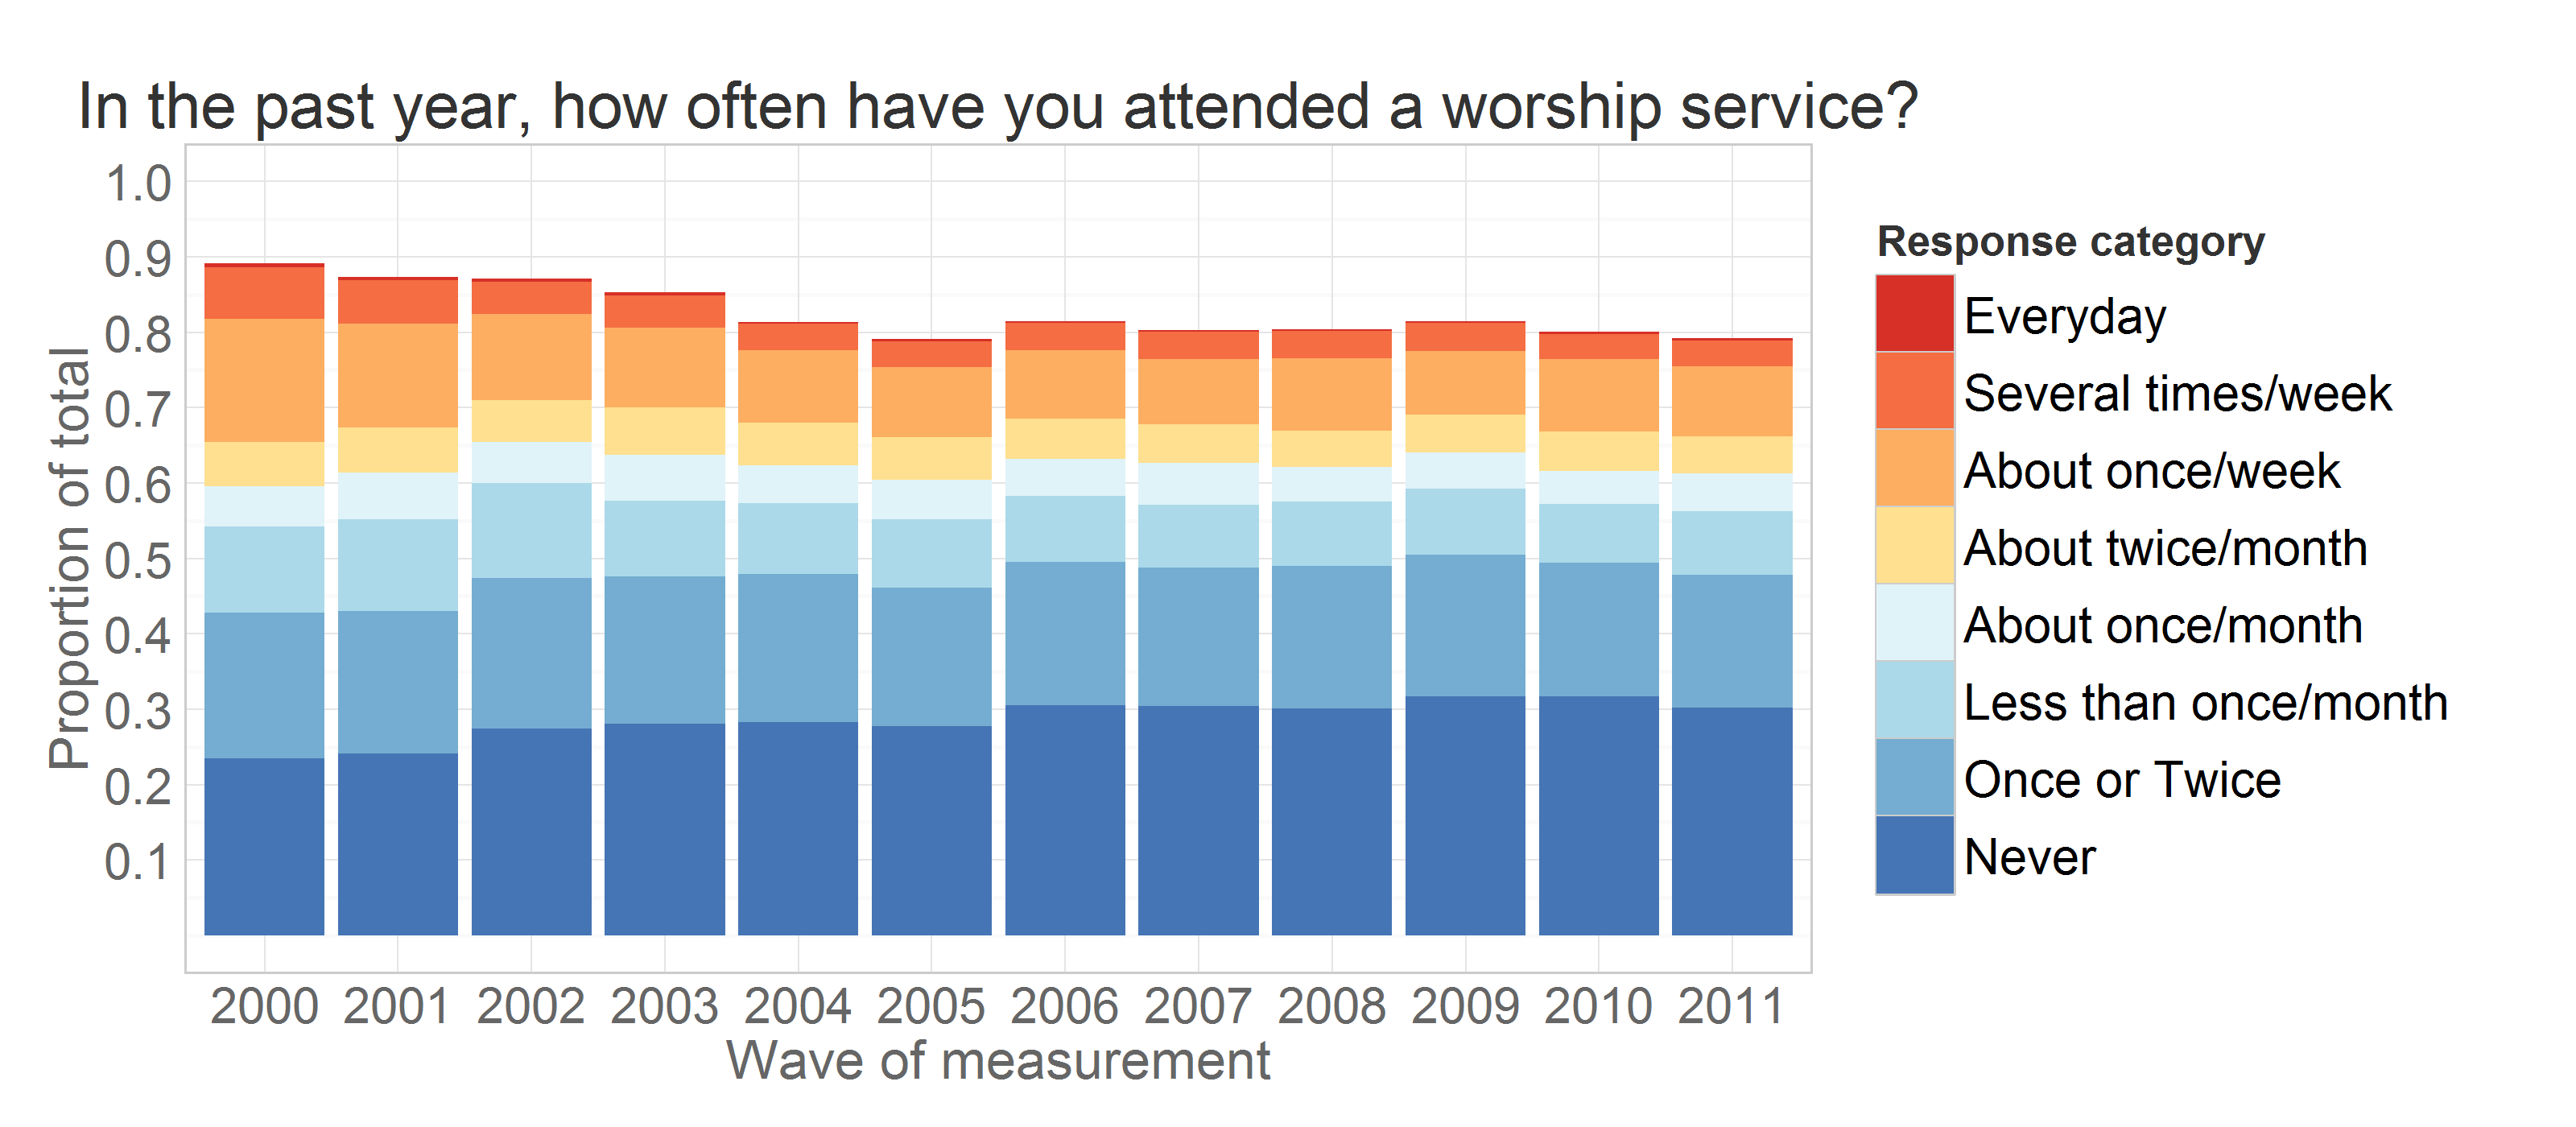 In the past year, how often have you attended a worship service?
Proportion of total
1.0
0.9
0.8
0.7
0.6
0.5
0.4
0.3
0.2
0.1
2000 2001 2002 2003 2004 2005 2006 2007 2008 2009 2010 2011
Wave of measurement
Response category
Everyday
Several times/week
About once/week
About twice/month
About once/month
Less than once/month
Once or Twice
Never